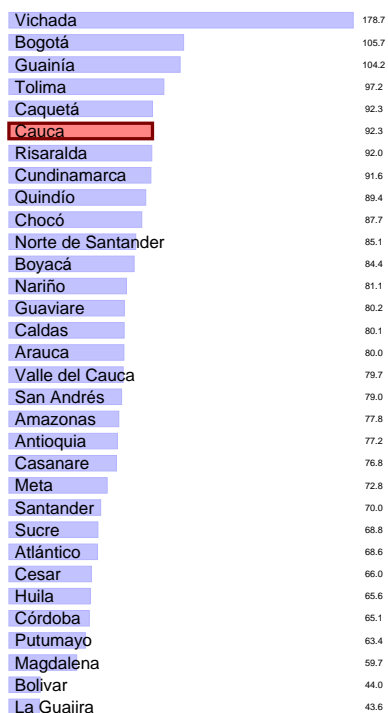 Vichada 178.7
Bogotá 105.7
Guainía 104.2
Tolima 97.2
Caquetá 92.3
Cauca 92.3
Risaralda 92.0
Cundinamarca 91.6
Quindío 89.4
Chocó 87.7
Norte de Santander 85.1
Boyacá 84.4
Nariño 81.1
Guaviare 80.2
Caldas 80.1
Arauca 80.0
Valle del Cauca 79.7
San Andrés 79.0
Amazonas 77.8
Antioquia 77.2
Casanare 76.8
Meta 72.8
Santander 70.0
Sucre 68.8
Atlántico 68.6
Cesar 66.0
Huila 65.6
Córdoba 65.1
Putumayo 63.4
Magdalena 59.7
Bolivar 44.0
La Guajira 43.6